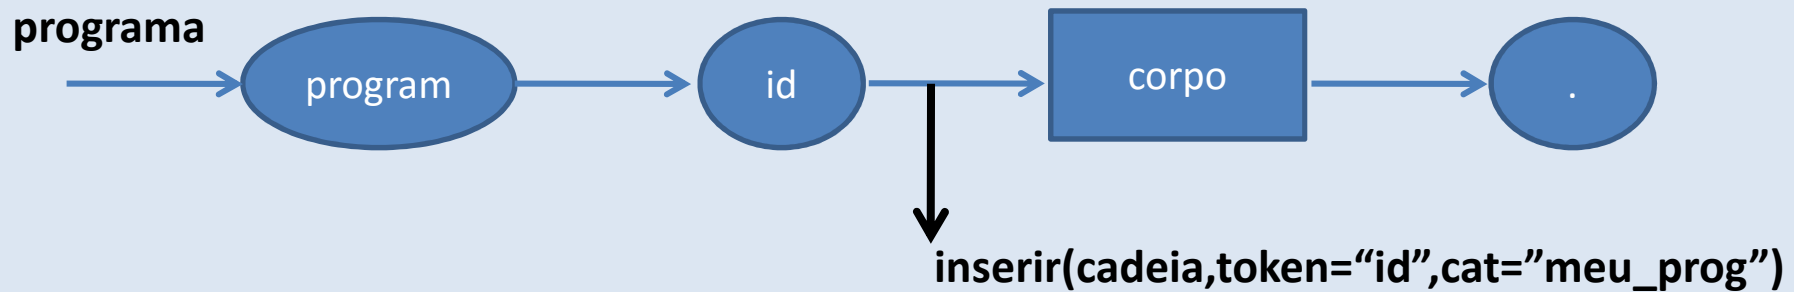 programa
program
id
corpo
.
inserir(cadeia,token=“id”,cat=”meu_prog”)